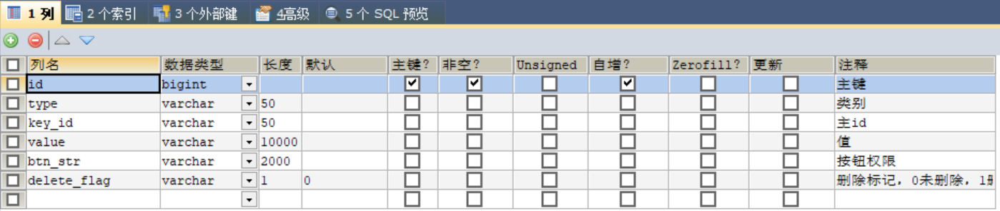 1 列 2 个索引 3 个外部键 4高级 5 个 SQL 预览
列名 数据类型 长度 默认 主键? 非空? Unsigned 自增? Zerofill? 更新 注释
id bigint 主键
type varchar 50 类别
key_id varchar 50 主id
value varchar 10000 值
btn_str varchar 2000 按钮权限
delete_flag varchar 1 0 删除标记，0未删除，1